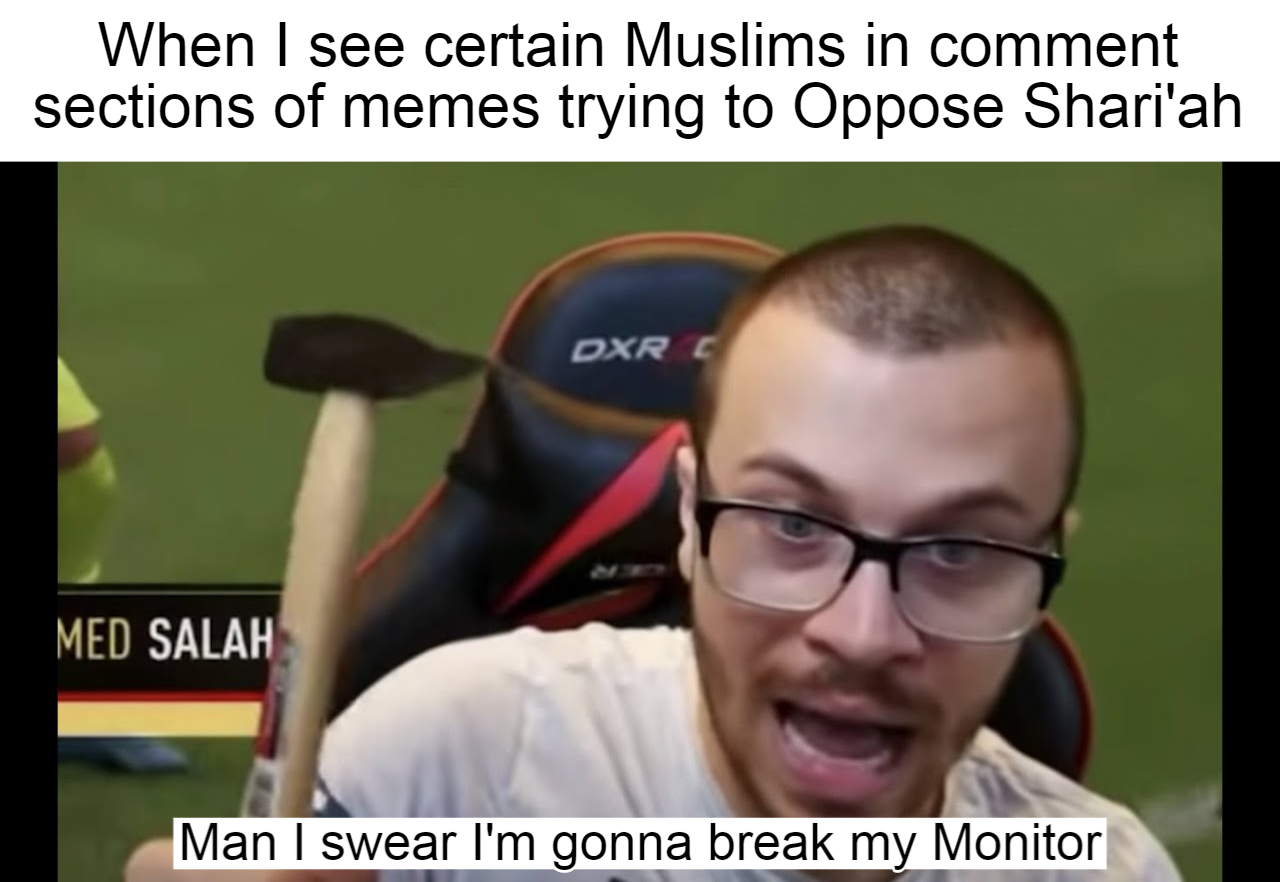 When I see certain Muslims in comment
sections of memes trying to Oppose Shari'ah
DXR
MED SALAH
Man I swear I'm gonna break my Monitor